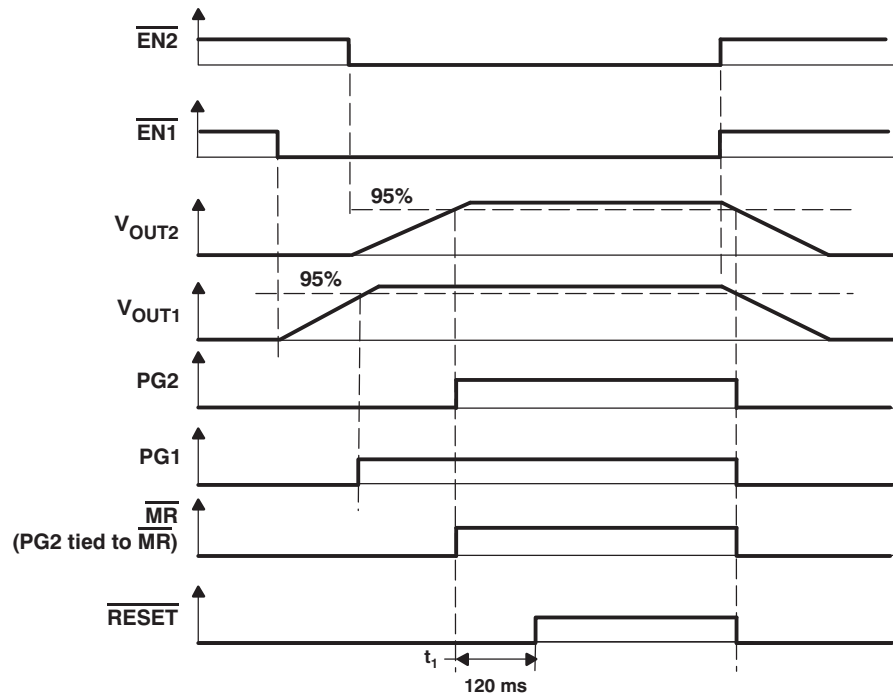 EN2
EN1
95%
VOUT2
95%
VOUT1
PG2
PG1
MR
(PG2 tied to MR)
RESET
t1
120 ms